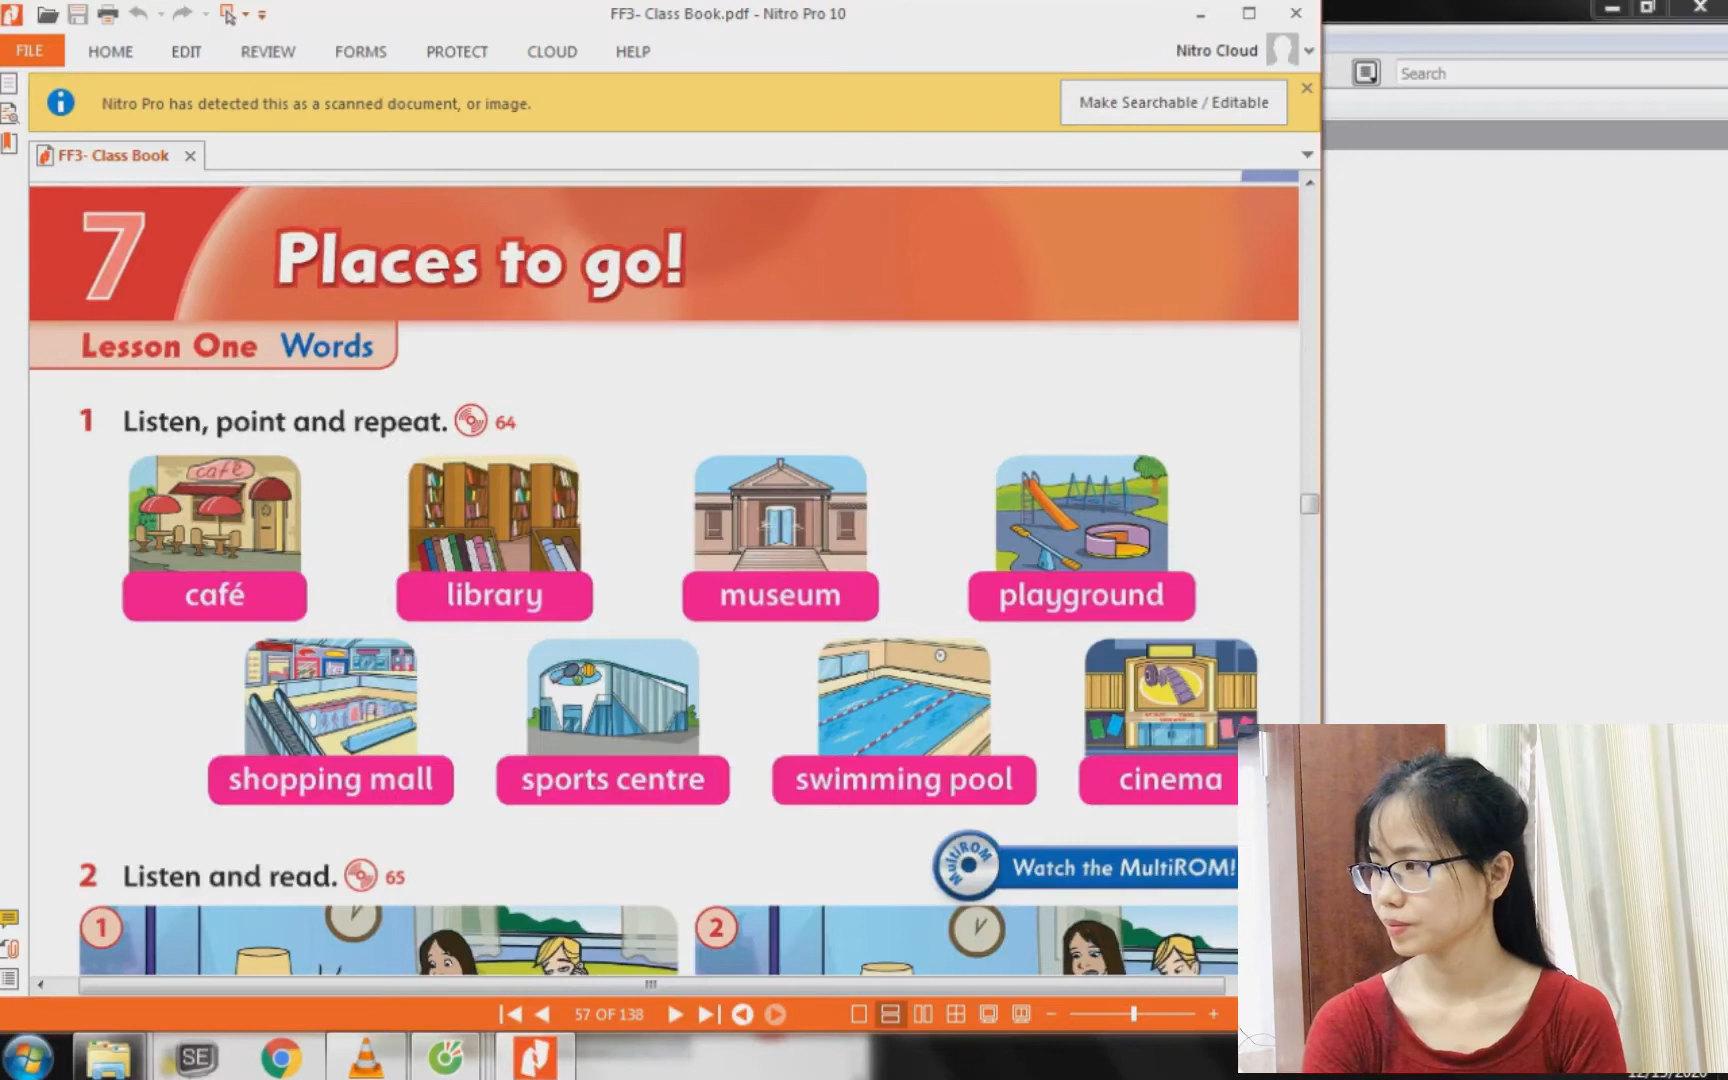 FF3- Class Book.pdf - Nitro Pro 10
FILE HOME EDIT REVIEW FORMS PROTECT CLOUD HELP
Nitro Cloud
Search
Nitro Pro has detected this as a scanned document, or image.
Make Searchable / Editable
FF3- Class Book
7
Places to go!
Lesson One Words
1 Listen, point and repeat. 64
café
café library museum playground
shopping mall sports centre swimming pool cinema
MultiROM
Watch the MultiROM!
2 Listen and read. 65
1 2
57 OF 138
SE